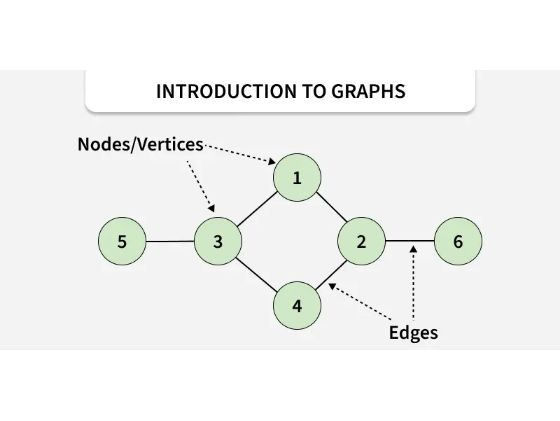 INTRODUCTION TO GRAPHS
Nodes/Vertices
1
5
3
2
6
4
Edges